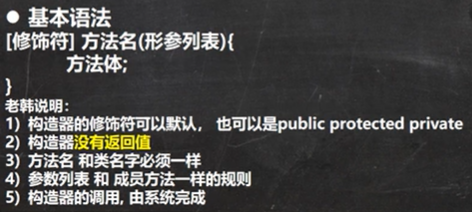 ● 基本语法
[修饰符] 方法名(形参列表){
方法体;
}
老韩说明：
1) 构造器的修饰符可以默认， 也可以是public protected private
2) 构造器没有返回值
3) 方法名 和类名字必须一样
4) 参数列表 和 成员方法一样的规则
5) 构造器的调用, 由系统完成